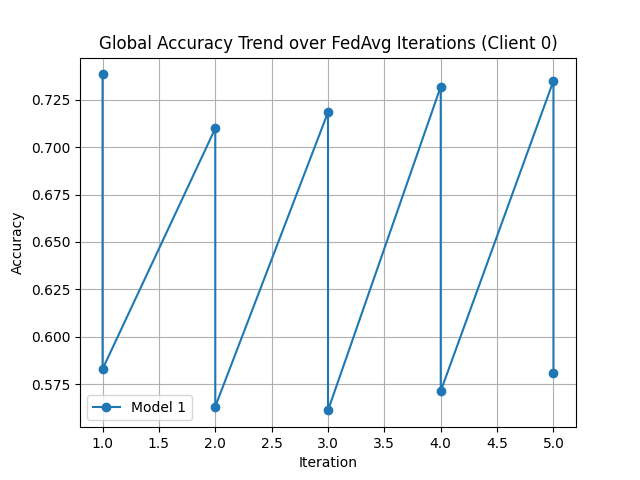 Global Accuracy Trend over FedAvg Iterations (Client 0)
Accuracy
0.725
0.700
0.675
0.650
0.625
0.600
0.575
Model 1
1.0 1.5 2.0 2.5 3.0 3.5 4.0 4.5 5.0
Iteration